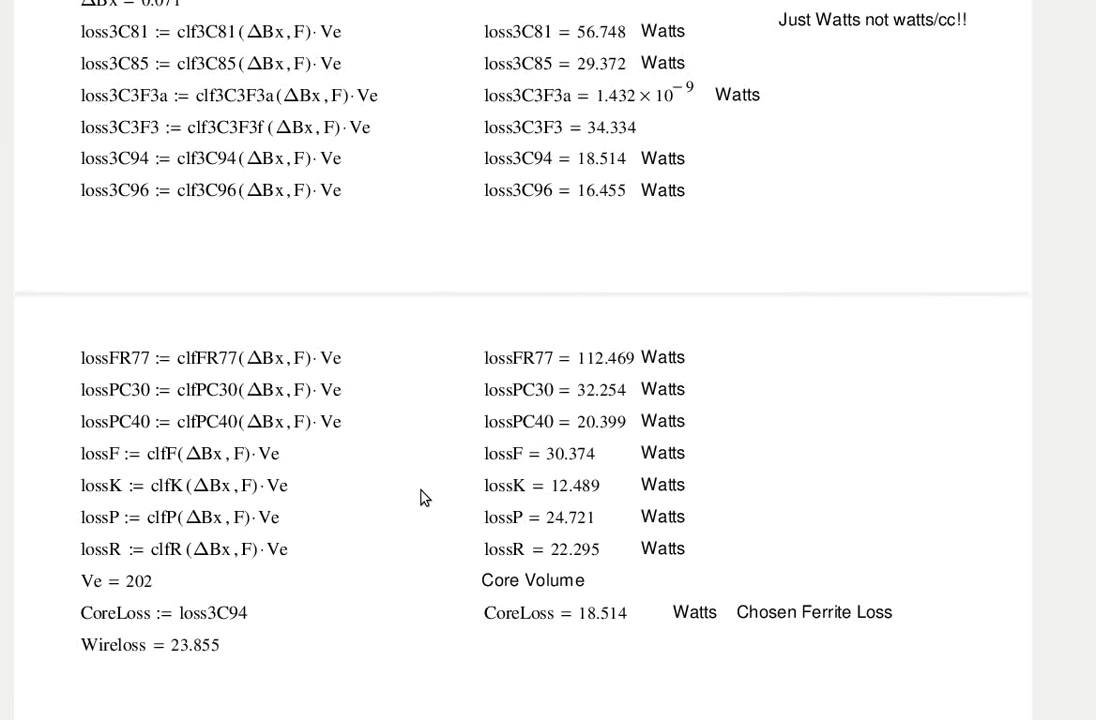 ΔBx = 0.071
Just Watts not watts/cc!!
loss3C81 := clf3C81(ΔBx,F)·Ve loss3C81 = 56.748 Watts
loss3C85 := clf3C85(ΔBx,F)·Ve loss3C85 = 29.372 Watts
loss3C3F3a := clf3C3F3a(ΔBx,F)·Ve loss3C3F3a = 1.432 × 10⁻⁹ Watts
loss3C3F3 := clf3C3F3f(ΔBx,F)·Ve loss3C3F3 = 34.334
loss3C94 := clf3C94(ΔBx,F)·Ve loss3C94 = 18.514 Watts
loss3C96 := clf3C96(ΔBx,F)·Ve loss3C96 = 16.455 Watts
lossFR77 := clfFR77(ΔBx,F)·Ve lossFR77 = 112.469 Watts
lossPC30 := clfPC30(ΔBx,F)·Ve lossPC30 = 32.254 Watts
lossPC40 := clfPC40(ΔBx,F)·Ve lossPC40 = 20.399 Watts
lossF := clfF(ΔBx,F)·Ve lossF = 30.374 Watts
lossK := clfK(ΔBx,F)·Ve lossK = 12.489 Watts
lossP := clfP(ΔBx,F)·Ve lossP = 24.721 Watts
lossR := clfR(ΔBx,F)·Ve lossR = 22.295 Watts
Ve = 202 Core Volume
CoreLoss := loss3C94 CoreLoss = 18.514 Watts Chosen Ferrite Loss
Wireloss = 23.855